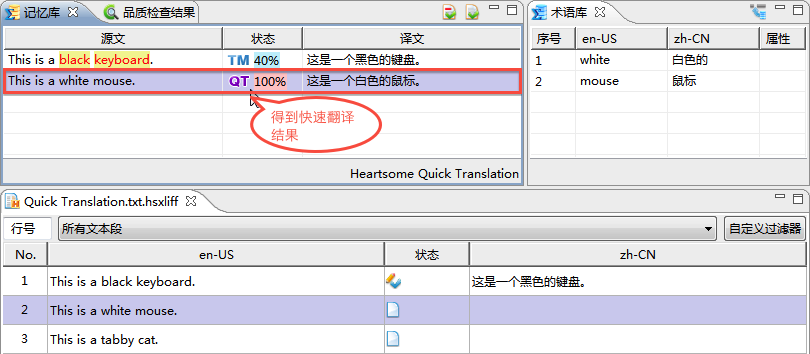 记忆库 品质检查结果
源文 状态 译文
This is a black keyboard. TM 40% 这是一个黑色的键盘。
This is a white mouse. QT 100% 这是一个白色的鼠标。
得到快速翻译
结果
Heartsome Quick Translation
术语库
序号 en-US zh-CN 属性
1 white 白色的
2 mouse 鼠标
Quick Translation.txt.hsxliff
行号 所有文本段 自定义过滤器
No. en-US 状态 zh-CN
1 This is a black keyboard. 这是一个黑色的键盘。
2 This is a white mouse.
3 This is a tabby cat.